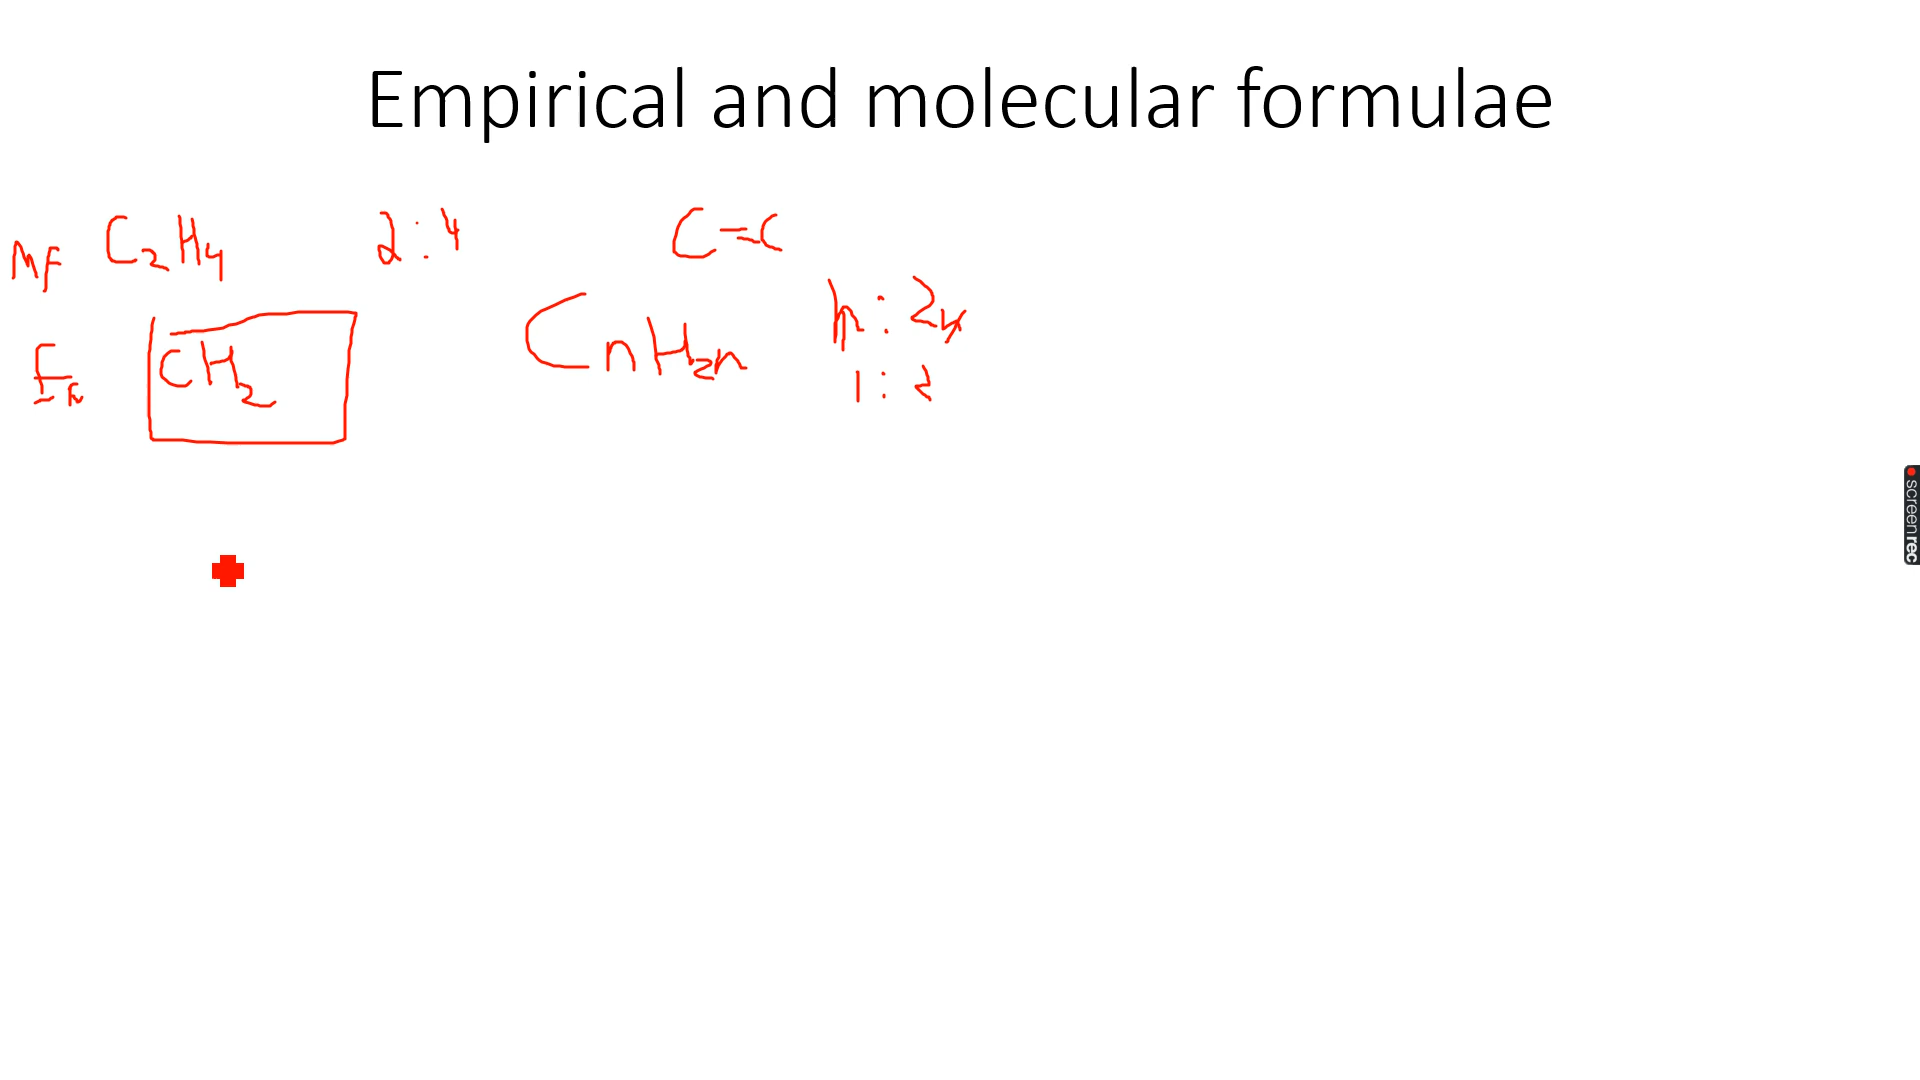 Empirical and molecular formulae
MF C₂H₄ 2:4 C=C
EF CH₂ CnH₂n n:2n
1:2
screenrec